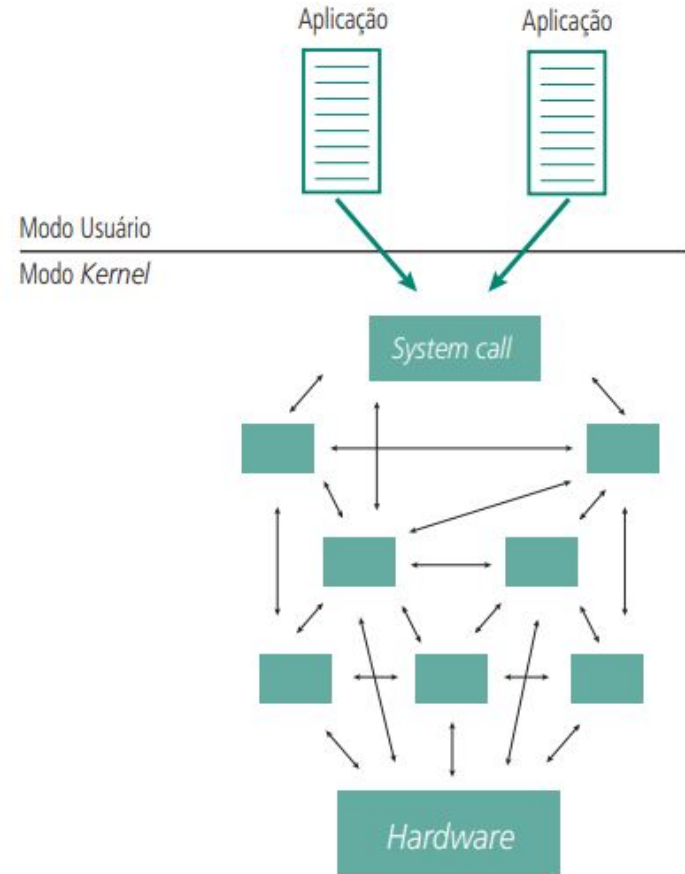 Aplicação
Aplicação
Modo Usuário
Modo Kernel
System call
Hardware